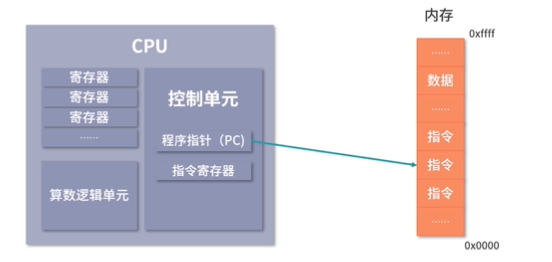 CPU
寄存器
寄存器
寄存器
......
算数逻辑单元
控制单元
程序指针（PC)
指令寄存器
内存
0xffff
......
数据
......
指令
指令
指令
......
0x0000